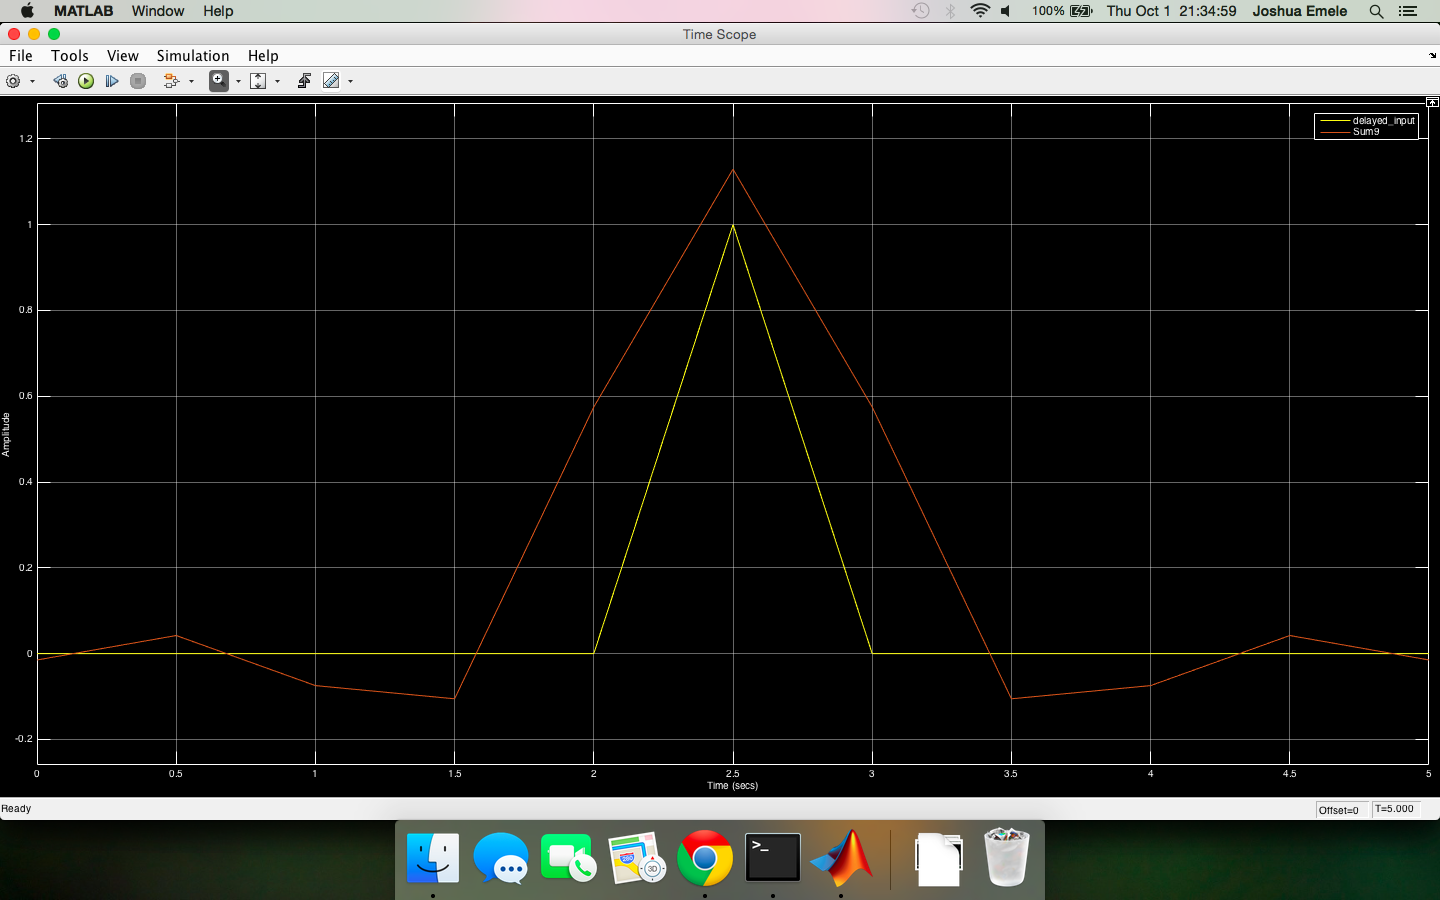 MATLAB Window Help 100% Thu Oct 1 21:34:59 Joshua Emele
Time Scope
File Tools View Simulation Help
delayed_input
Sum9
1.2
1
0.8
0.6
0.4
0.2
0
-0.2
Amplitude
0 0.5 1 1.5 2 2.5 3 3.5 4 4.5 5
Time (secs)
Ready Offset=0 T=5.000
280
3D
>_